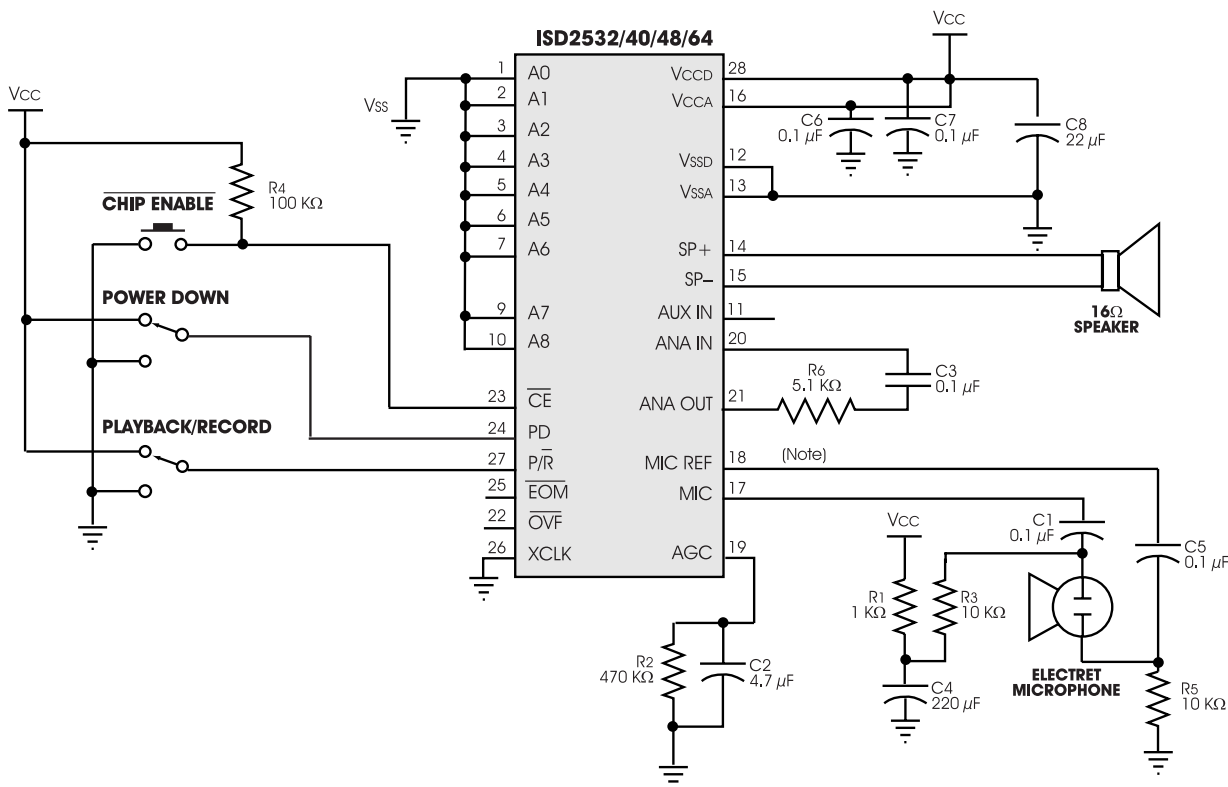 ISD2532/40/48/64
VCC
VSS
VCC
R4
100 KΩ
CHIP ENABLE
POWER DOWN
PLAYBACK/RECORD
1 A0
2 A1
3 A2
4 A3
5 A4
6 A5
7 A6
9 A7
10 A8
23 CE
24 PD
27 P/R
25 EOM
22 OVF
26 XCLK
VCCD 28
VCCA 16
VSSD 12
VSSA 13
SP+ 14
SP– 15
AUX IN 11
ANA IN 20
ANA OUT 21
MIC REF 18
MIC 17
AGC 19
C6
0.1 µF
C7
0.1 µF
C8
22 µF
16Ω
SPEAKER
R6
5.1 KΩ
C3
0.1 µF
(Note)
VCC
C1
0.1 µF
C5
0.1 µF
R1
1 KΩ
R3
10 KΩ
ELECTRET
MICROPHONE
R5
10 KΩ
C4
220 µF
R2
470 KΩ
C2
4.7 µF